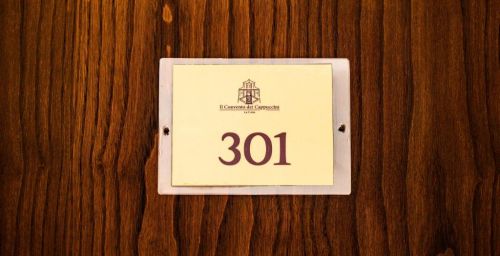 Il Convento dei Cappuccini
301